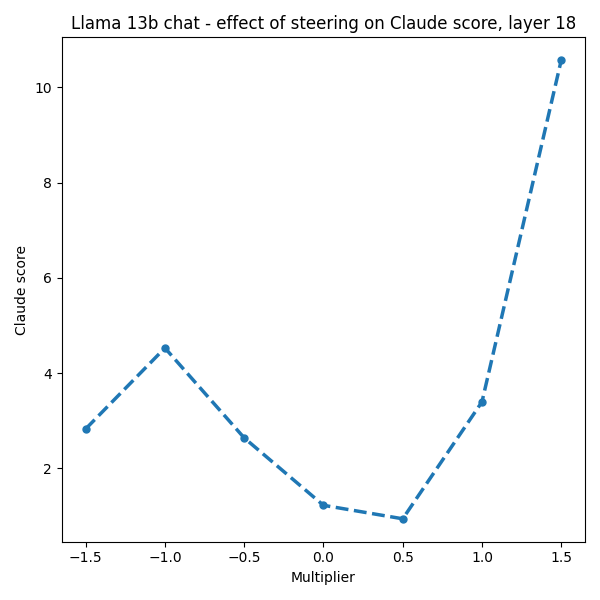 Llama 13b chat - effect of steering on Claude score, layer 18
10
8
6
4
2
Claude score
−1.5 −1.0 −0.5 0.0 0.5 1.0 1.5
Multiplier